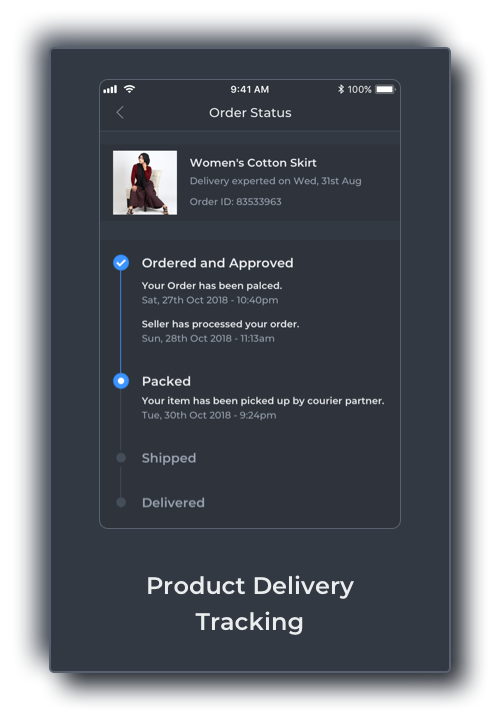 9:41 AM
100%
Order Status
Women's Cotton Skirt
Delivery experted on Wed, 31st Aug
Order ID: 83533963
Ordered and Approved
Your Order has been palced.
Sat, 27th Oct 2018 - 10:40pm
Seller has processed your order.
Sun, 28th Oct 2018 - 11:13am
Packed
Your item has been picked up by courier partner.
Tue, 30th Oct 2018 - 9:24pm
Shipped
Delivered
Product Delivery
Tracking